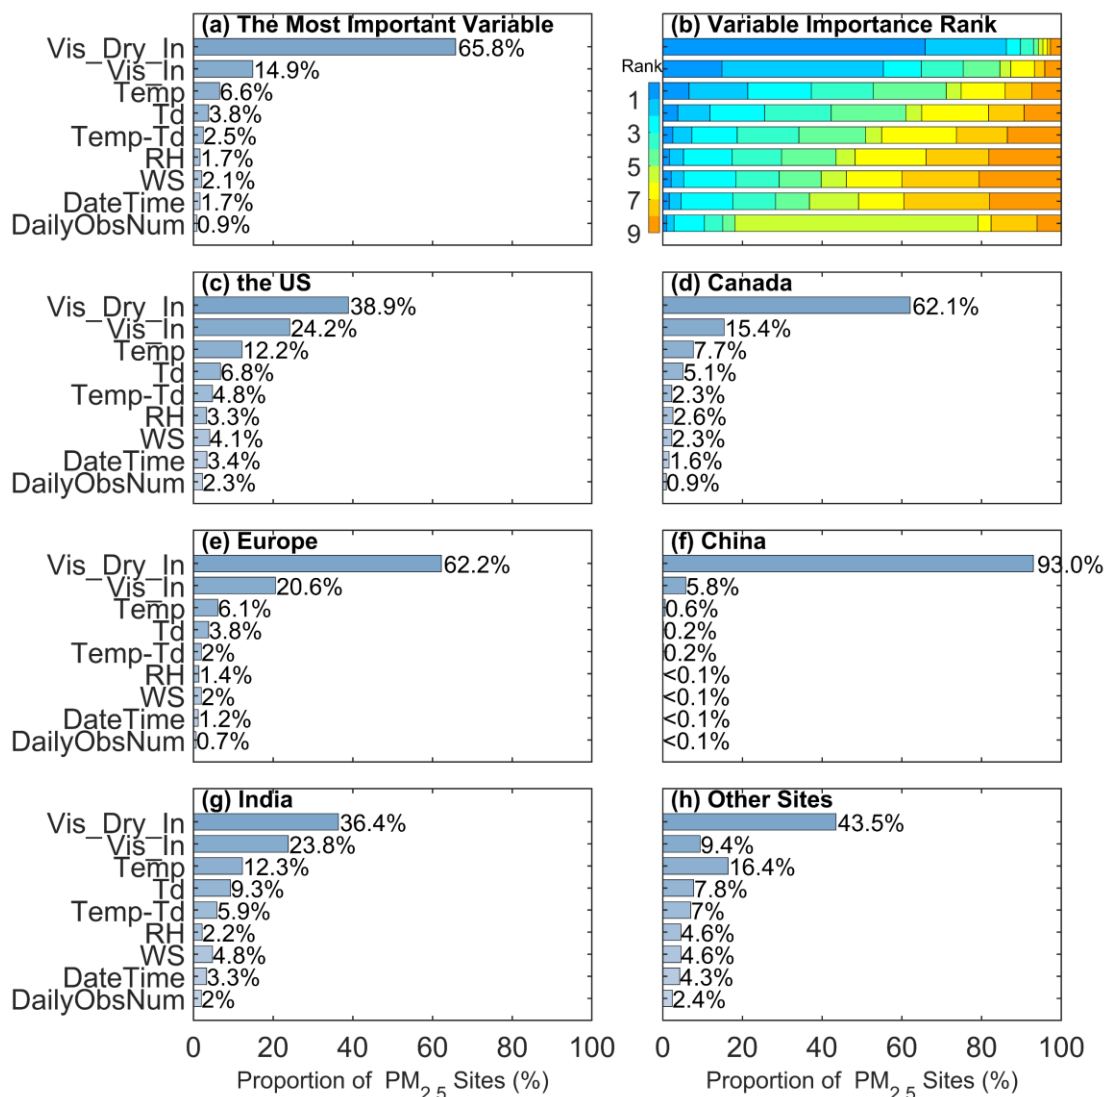 (a) The Most Important Variable
Vis_Dry_In 65.8%
Vis_In 14.9%
Temp 6.6%
Td 3.8%
Temp-Td 2.5%
RH 1.7%
WS 2.1%
DateTime 1.7%
DailyObsNum 0.9%
(b) Variable Importance Rank
Rank
1
3
5
7
9
(c) the US
Vis_Dry_In 38.9%
Vis_In 24.2%
Temp 12.2%
Td 6.8%
Temp-Td 4.8%
RH 3.3%
WS 4.1%
DateTime 3.4%
DailyObsNum 2.3%
(d) Canada
62.1%
15.4%
7.7%
5.1%
2.3%
2.6%
2.3%
1.6%
0.9%
(e) Europe
Vis_Dry_In 62.2%
Vis_In 20.6%
Temp 6.1%
Td 3.8%
Temp-Td 2%
RH 1.4%
WS 2%
DateTime 1.2%
DailyObsNum 0.7%
(f) China
93.0%
5.8%
0.6%
0.2%
0.2%
<0.1%
<0.1%
<0.1%
<0.1%
(g) India
Vis_Dry_In 36.4%
Vis_In 23.8%
Temp 12.3%
Td 9.3%
Temp-Td 5.9%
RH 2.2%
WS 4.8%
DateTime 3.3%
DailyObsNum 2%
0 20 40 60 80 100
Proportion of PM2.5 Sites (%)
(h) Other Sites
43.5%
9.4%
16.4%
7.8%
7%
4.6%
4.6%
4.3%
2.4%
0 20 40 60 80 100
Proportion of PM2.5 Sites (%)